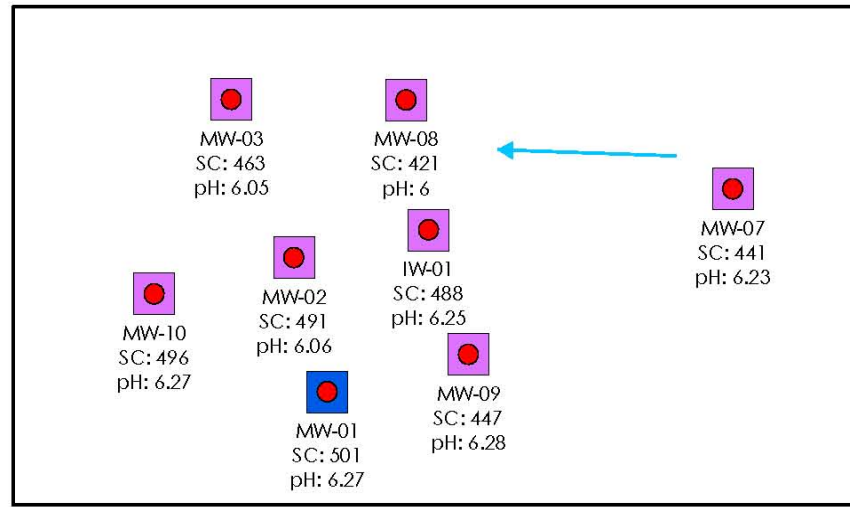 MW-03
SC: 463
pH: 6.05
MW-08
SC: 421
pH: 6
MW-07
SC: 441
pH: 6.23
IW-01
SC: 488
pH: 6.25
MW-02
SC: 491
pH: 6.06
MW-10
SC: 496
pH: 6.27
MW-09
SC: 447
pH: 6.28
MW-01
SC: 501
pH: 6.27